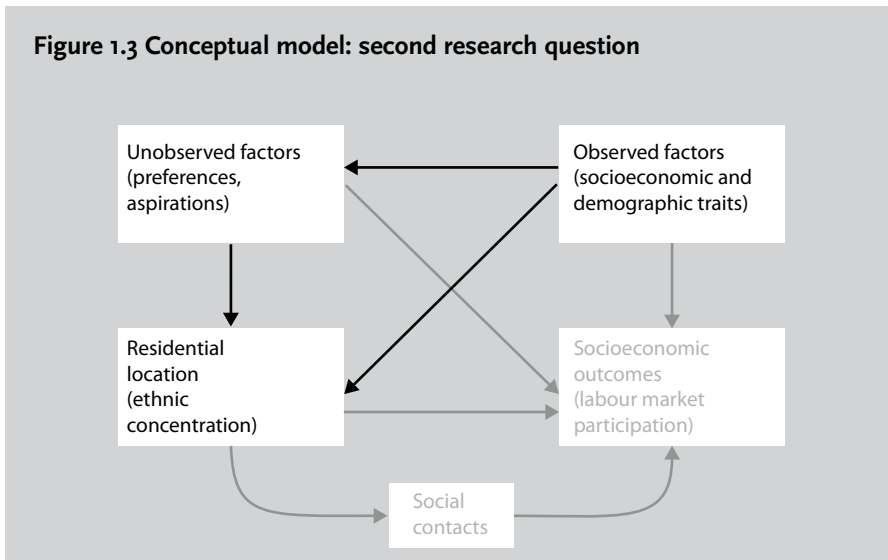 Figure 1.3 Conceptual model: second research question
Unobserved factors
(preferences,
aspirations)
Observed factors
(socioeconomic and
demographic traits)
Residential
location
(ethnic
concentration)
Socioeconomic
outcomes
(labour market
participation)
Social
contacts